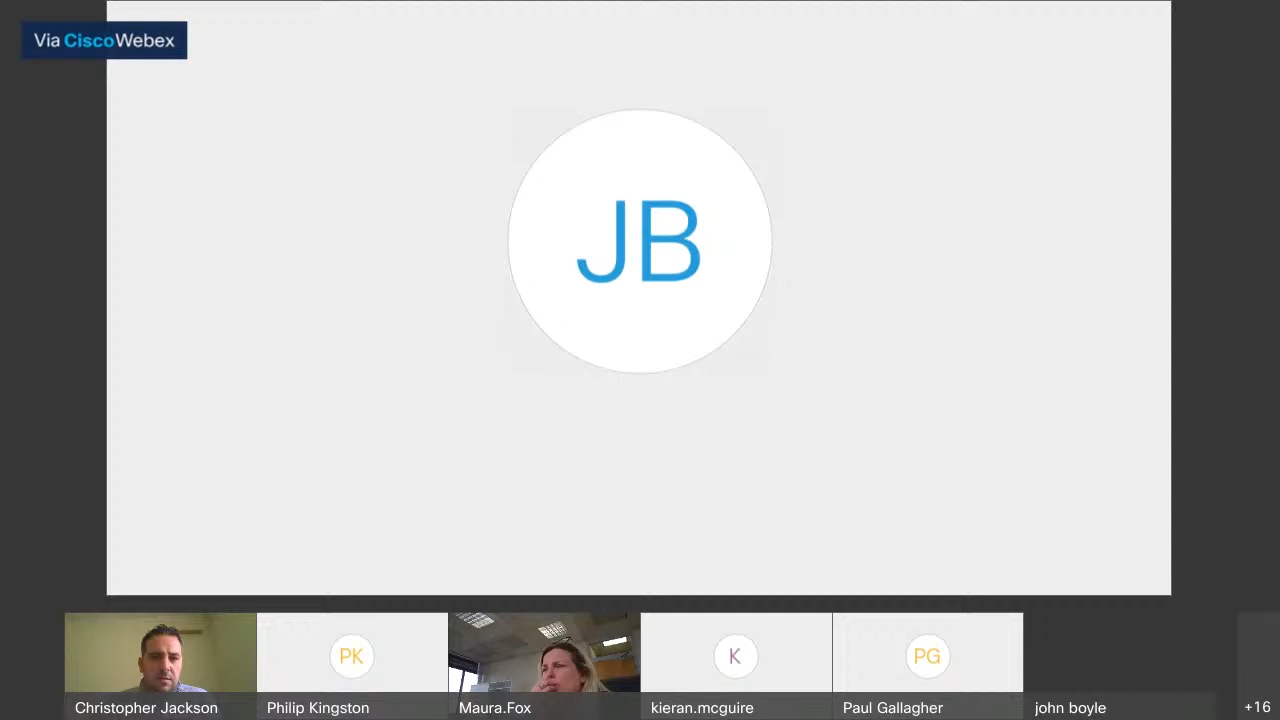 Via CiscoWebex
JB
PK
K
PG
Christopher Jackson
Philip Kingston
Maura.Fox
kieran.mcguire
Paul Gallagher
john boyle
+16